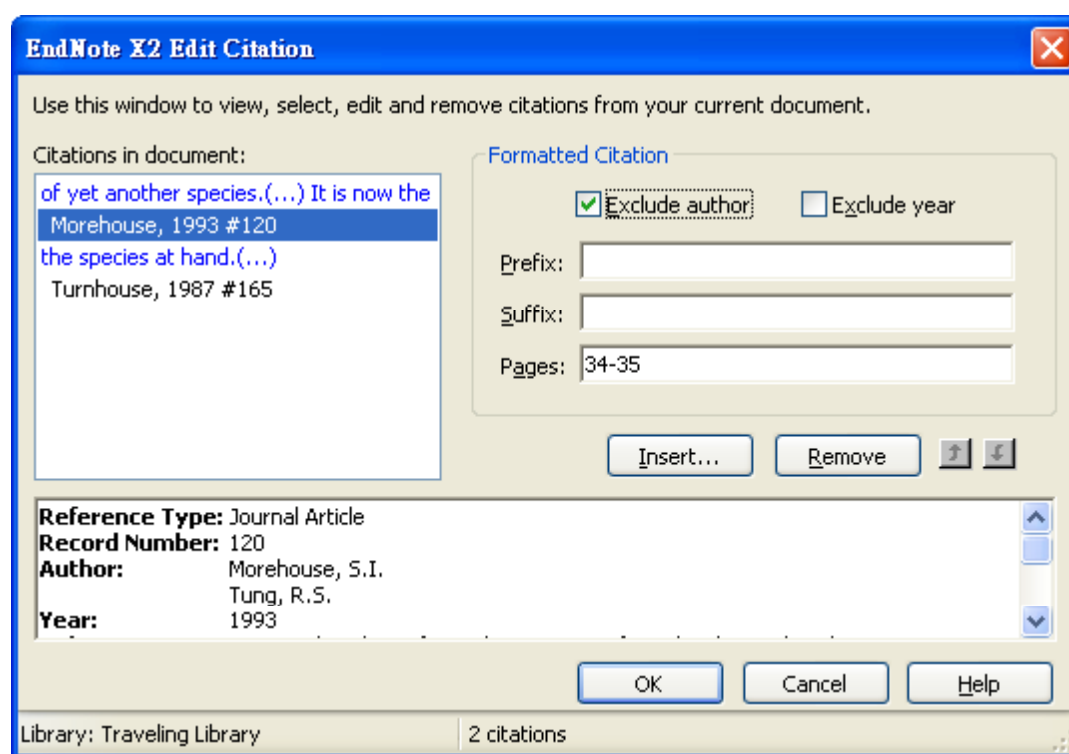 EndNote X2 Edit Citation
Use this window to view, select, edit and remove citations from your current document.
Citations in document:
of yet another species.(...) It is now the
Morehouse, 1993 #120
the species at hand.(...)
Turnhouse, 1987 #165
Formatted Citation
Exclude author
Exclude year
Prefix:
Suffix:
Pages: 34-35
Insert...
Remove
Reference Type: Journal Article
Record Number: 120
Author: Morehouse, S.I.
Tung, R.S.
Year: 1993
OK
Cancel
Help
Library: Traveling Library
2 citations